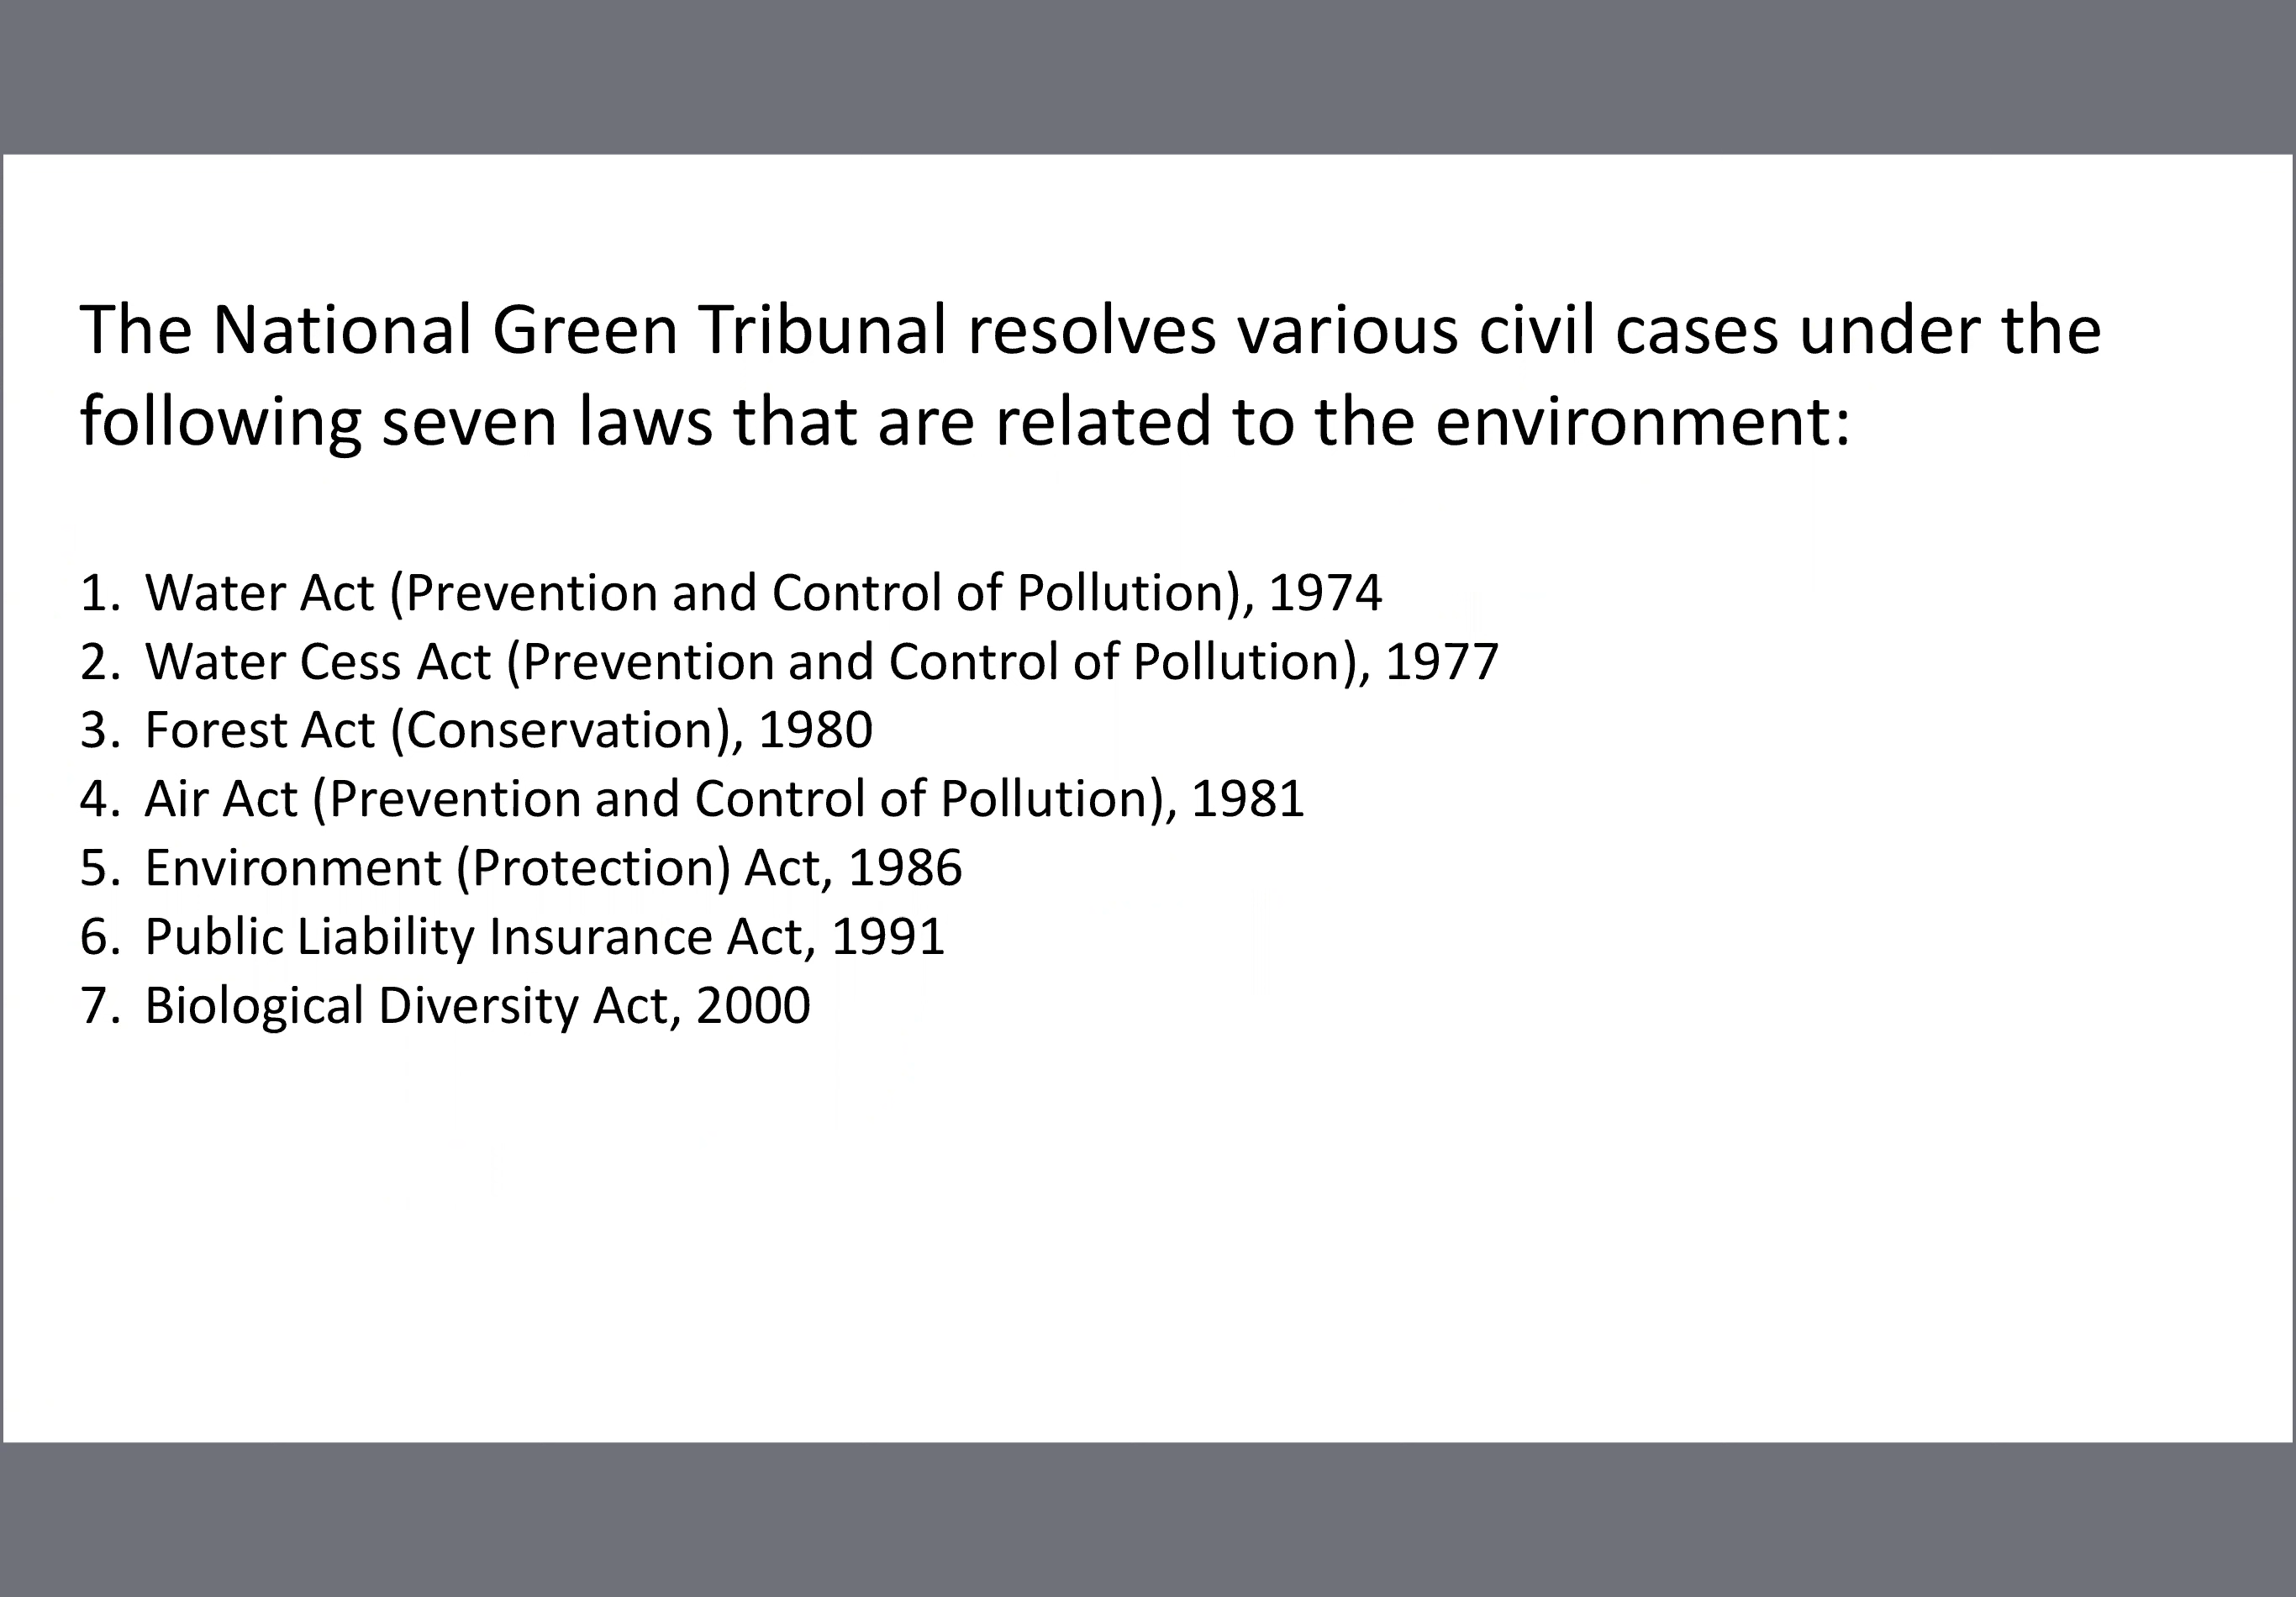 The National Green Tribunal resolves various civil cases under the
following seven laws that are related to the environment:
1. Water Act (Prevention and Control of Pollution), 1974
2. Water Cess Act (Prevention and Control of Pollution), 1977
3. Forest Act (Conservation), 1980
4. Air Act (Prevention and Control of Pollution), 1981
5. Environment (Protection) Act, 1986
6. Public Liability Insurance Act, 1991
7. Biological Diversity Act, 2000